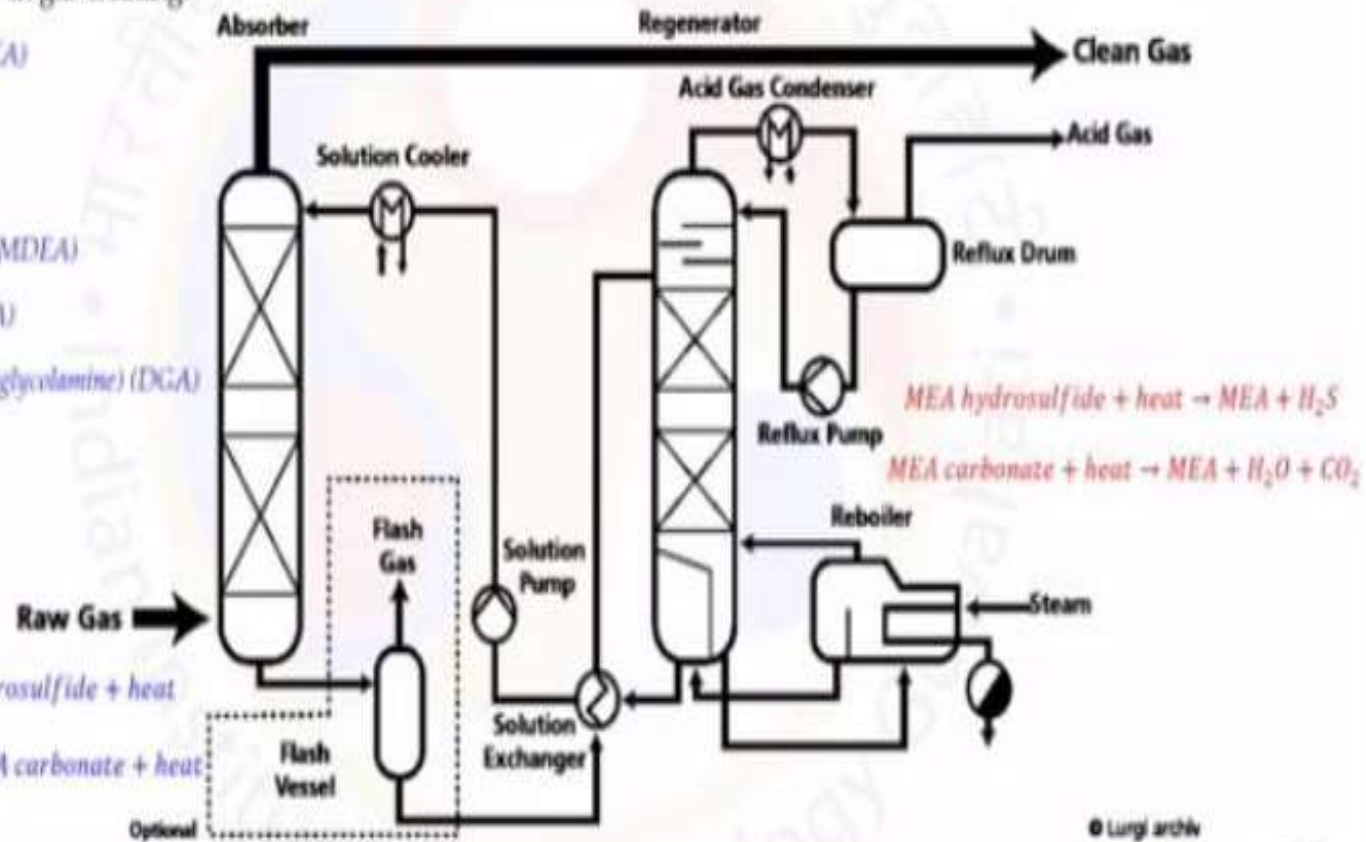 Absorber
Regenerator
A)
Clean Gas
Acid Gas Condenser
Acid Gas
Solution Cooler
MDEA)
Reflux Drum
A)
glycolamine) (DGA)
MEA hydrosulfide + heat → MEA + H₂S
Reflux Pump
MEA carbonate + heat → MEA + H₂O + CO₂
Reboiler
Flash
Gas
Solution
Pump
Steam
Raw Gas
rosulfide + heat
Solution
Exchanger
A carbonate + heat
Flash
Vessel
Optional
© Lurgi archiv